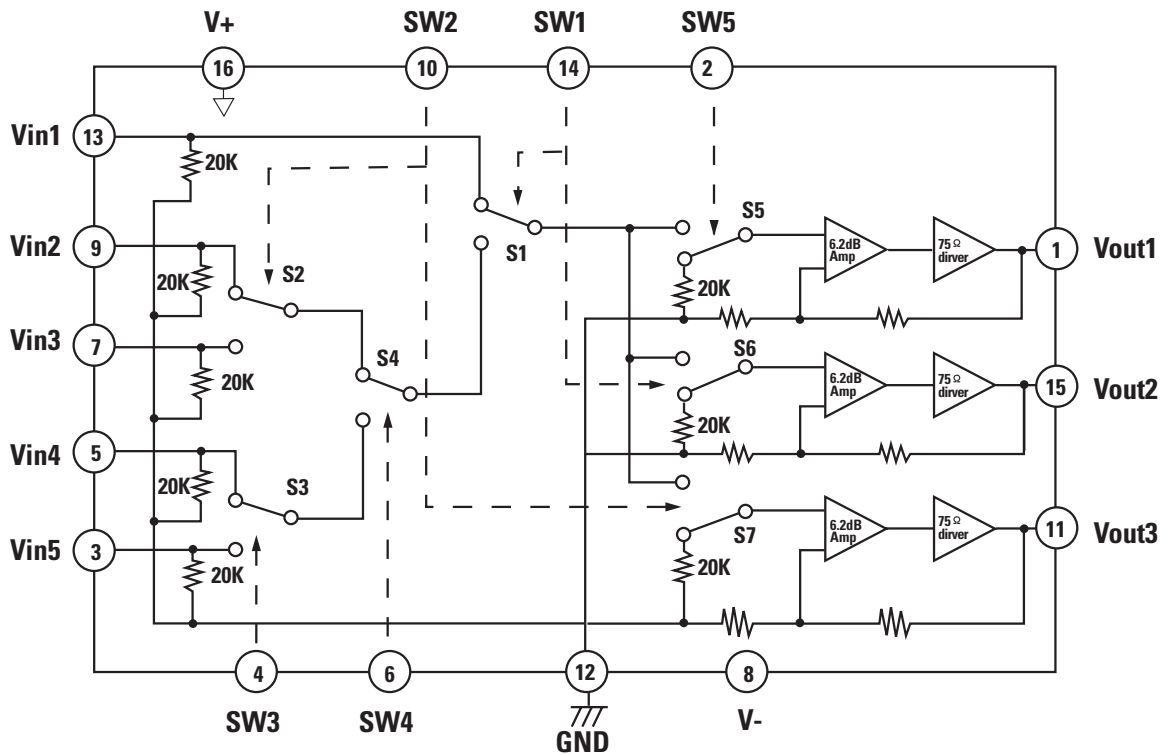 V+ SW2 SW1 SW5
16 10 14 2
Vin1 13
20K
S1
Vin2 9
20K
S2
S5
6.2dB
Amp
75Ω
dirver
1 Vout1
20K
Vin3 7
20K
S4
S6
6.2dB
Amp
75Ω
dirver
15 Vout2
20K
Vin4 5
20K
S3
S7
6.2dB
Amp
75Ω
dirver
11 Vout3
20K
Vin5 3
20K
4 6 12 8
SW3 SW4 GND V-